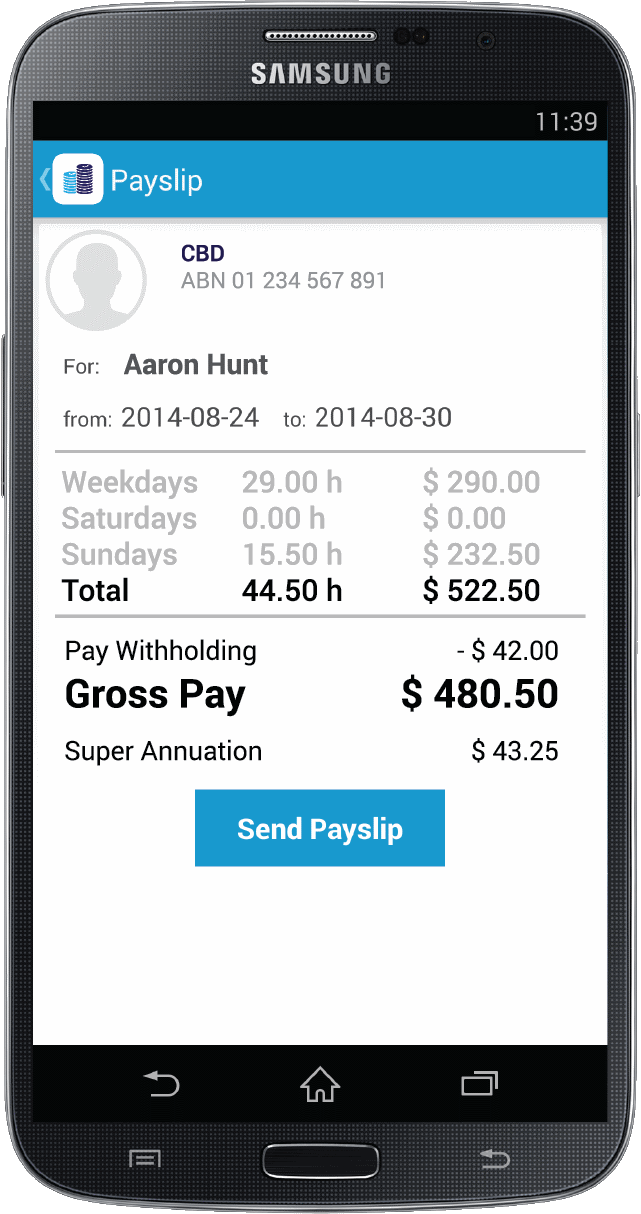 SAMSUNG
11:39
Payslip
CBD
ABN 01 234 567 891
For: Aaron Hunt
from: 2014-08-24 to: 2014-08-30
Weekdays 29.00 h $ 290.00
Saturdays 0.00 h $ 0.00
Sundays 15.50 h $ 232.50
Total 44.50 h $ 522.50
Pay Withholding - $ 42.00
Gross Pay $ 480.50
Super Annuation $ 43.25
Send Payslip